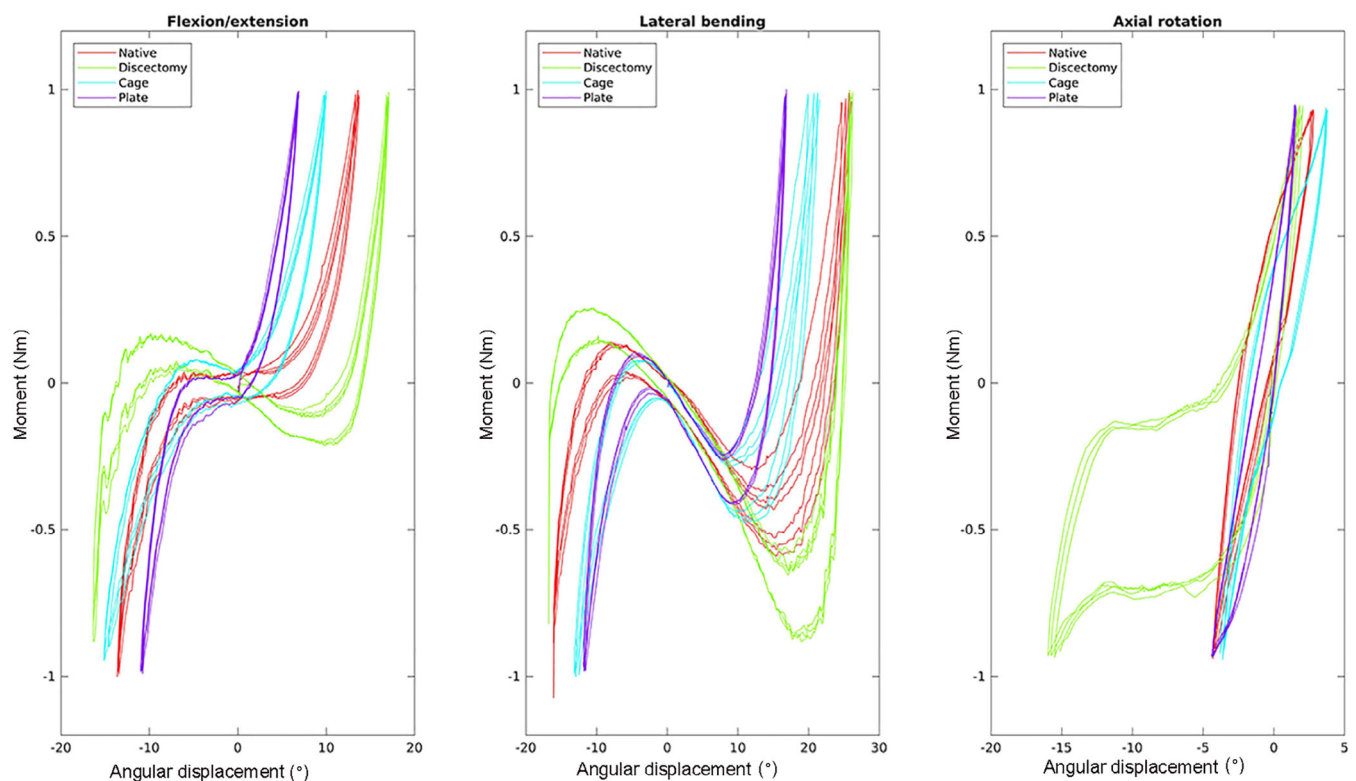 Flexion/extension
Native
Discectomy
Cage
Plate
1
0.5
0
-0.5
-1
Moment (Nm)
-20 -10 0 10 20
Angular displacement (°)
Lateral bending
Native
Discectomy
Cage
Plate
1
0.5
0
-0.5
-1
Moment (Nm)
-20 -10 0 10 20 30
Angular displacement (°)
Axial rotation
Native
Discectomy
Cage
Plate
1
0.5
0
-0.5
-1
Moment (Nm)
-20 -15 -10 -5 0 5
Angular displacement (°)